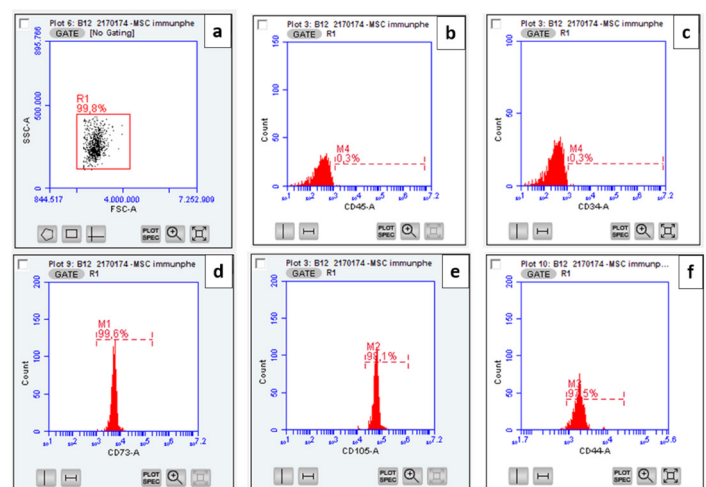 Plot 6: B12 2170174 -MSC immunphe
a
GATE [No Gating]
895.766
500.000
0
SSC-A
R1
99,8%
844.517 4.000.000 7.252.909
FSC-A
PLOT SPEC
Plot 3: B12 2170174 -MSC immunphe
b
GATE R1
Count
M4
0,3%
CD45-A
PLOT SPEC
Plot 3: B12 2170174 -MSC immunphe
c
GATE R1
100
50
0
Count
M4
0,3%
CD34-A
PLOT SPEC
Plot 9: B12 2170174 -MSC immunphe
d
GATE R1
200
150
100
50
0
Count
M1
99,6%
CD73-A
PLOT SPEC
Plot 3: B12 2170174 -MSC immunphe
e
GATE R1
200
150
100
50
0
Count
M2
CD105-A
PLOT SPEC
Plot 10: B12 2170174 -MSC immunp...
f
GATE R1
200
150
100
50
0
Count
CD44-A
PLOT SPEC